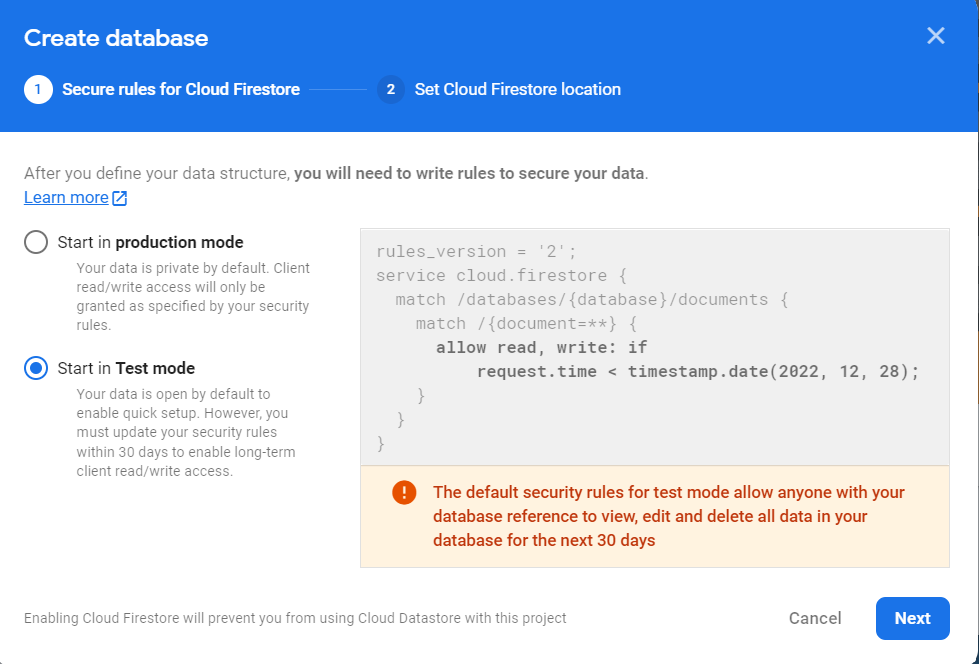 Create database
1 Secure rules for Cloud Firestore 2 Set Cloud Firestore location
After you define your data structure, you will need to write rules to secure your data.
Learn more
Start in production mode
Your data is private by default. Client
read/write access will only be
granted as specified by your security
rules.
Start in Test mode
Your data is open by default to
enable quick setup. However, you
must update your security rules
within 30 days to enable long-term
client read/write access.
rules_version = '2';
service cloud.firestore {
  match /databases/{database}/documents {
    match /{document=**} {
      allow read, write: if
          request.time < timestamp.date(2022, 12, 28);
    }
  }
}
The default security rules for test mode allow anyone with your
database reference to view, edit and delete all data in your
database for the next 30 days
Enabling Cloud Firestore will prevent you from using Cloud Datastore with this project
Cancel Next